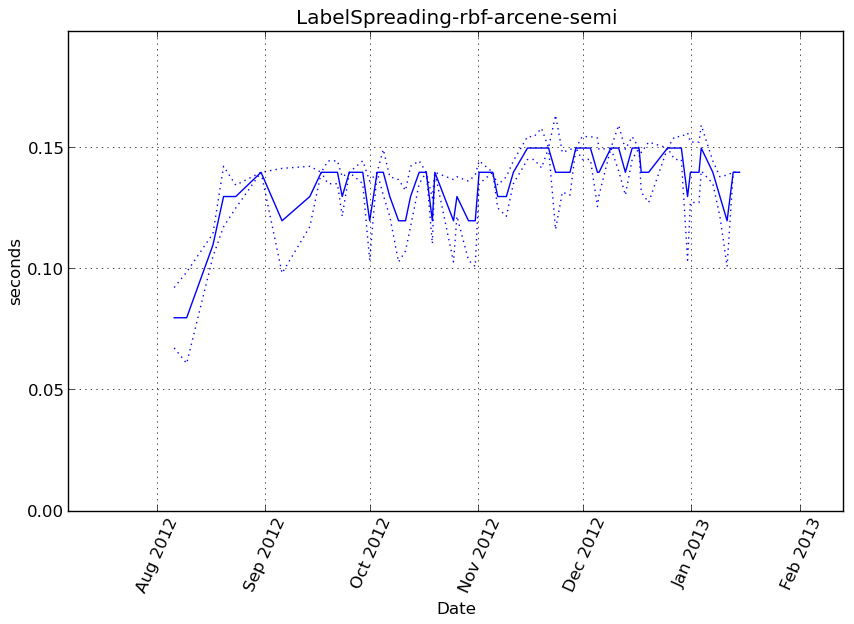 LabelSpreading-rbf-arcene-semi
seconds
0.15
0.10
0.05
0.00
Aug 2012
Sep 2012
Oct 2012
Nov 2012
Dec 2012
Jan 2013
Feb 2013
Date